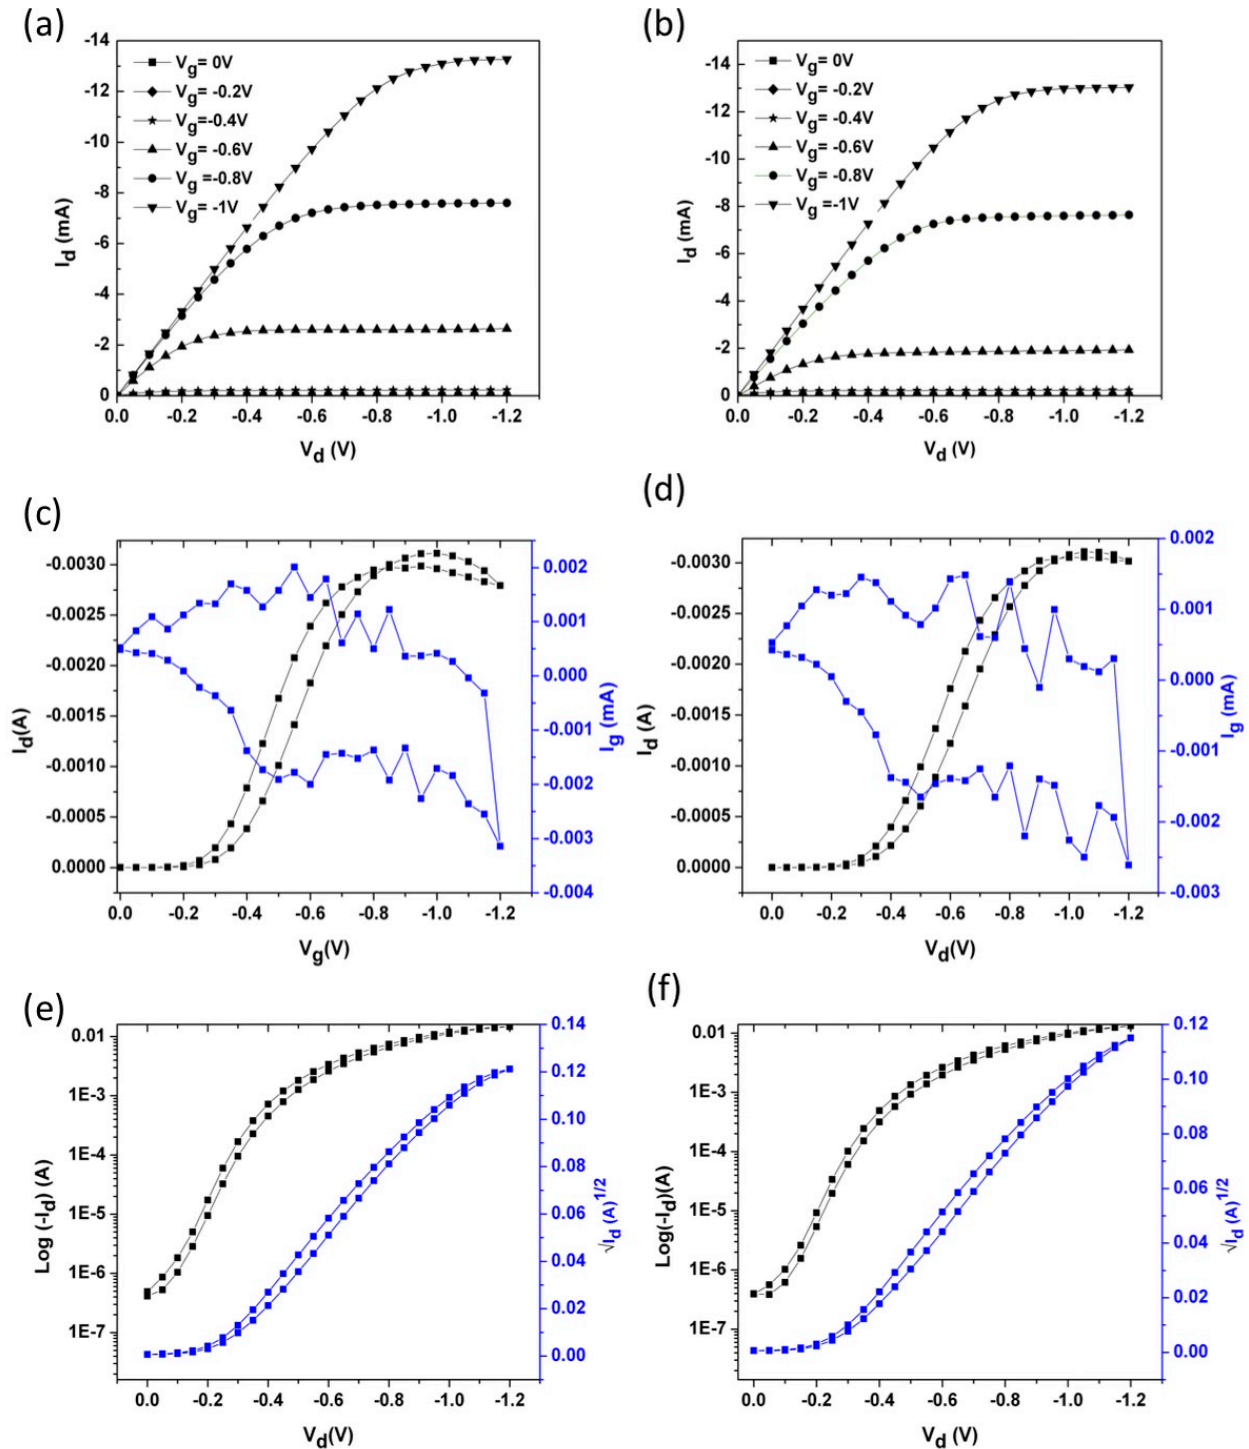 (a)
-14
-12
-10
-8
-6
-4
-2
0
I_d (mA)
V_g= 0V
V_g= -0.2V
V_g=-0.4V
V_g= -0.6V
V_g =-0.8V
V_g= -1V
0.0 -0.2 -0.4 -0.6 -0.8 -1.0 -1.2
V_d (V)
(b)
-14
-12
-10
-8
-6
-4
-2
0
I_d (mA)
V_g= 0V
V_g= -0.2V
V_g= -0.4V
V_g= -0.6V
V_g =-0.8V
V_g =-1V
0.0 -0.2 -0.4 -0.6 -0.8 -1.0 -1.2
V_d (V)
(c)
-0.0030
-0.0025
-0.0020
-0.0015
-0.0010
-0.0005
0.0000
I_d(A)
0.002
0.001
0.000
-0.001
-0.002
-0.003
-0.004
I_g (mA)
0.0 -0.2 -0.4 -0.6 -0.8 -1.0 -1.2
V_g(V)
(d)
-0.0030
-0.0025
-0.0020
-0.0015
-0.0010
-0.0005
0.0000
I_d (A)
0.002
0.001
0.000
-0.001
-0.002
-0.003
I_g (mA)
0.0 -0.2 -0.4 -0.6 -0.8 -1.0 -1.2
V_d(V)
(e)
0.01
1E-3
1E-4
1E-5
1E-6
1E-7
Log (-I_d) (A)
0.14
0.12
0.10
0.08
0.06
0.04
0.02
0.00
√I_d (A)^1/2
0.0 -0.2 -0.4 -0.6 -0.8 -1.0 -1.2
V_d(V)
(f)
0.01
1E-3
1E-4
1E-5
1E-6
1E-7
Log(-I_d)(A)
0.12
0.10
0.08
0.06
0.04
0.02
0.00
√I_d (A)^1/2
0.0 -0.2 -0.4 -0.6 -0.8 -1.0 -1.2
V_d (V)